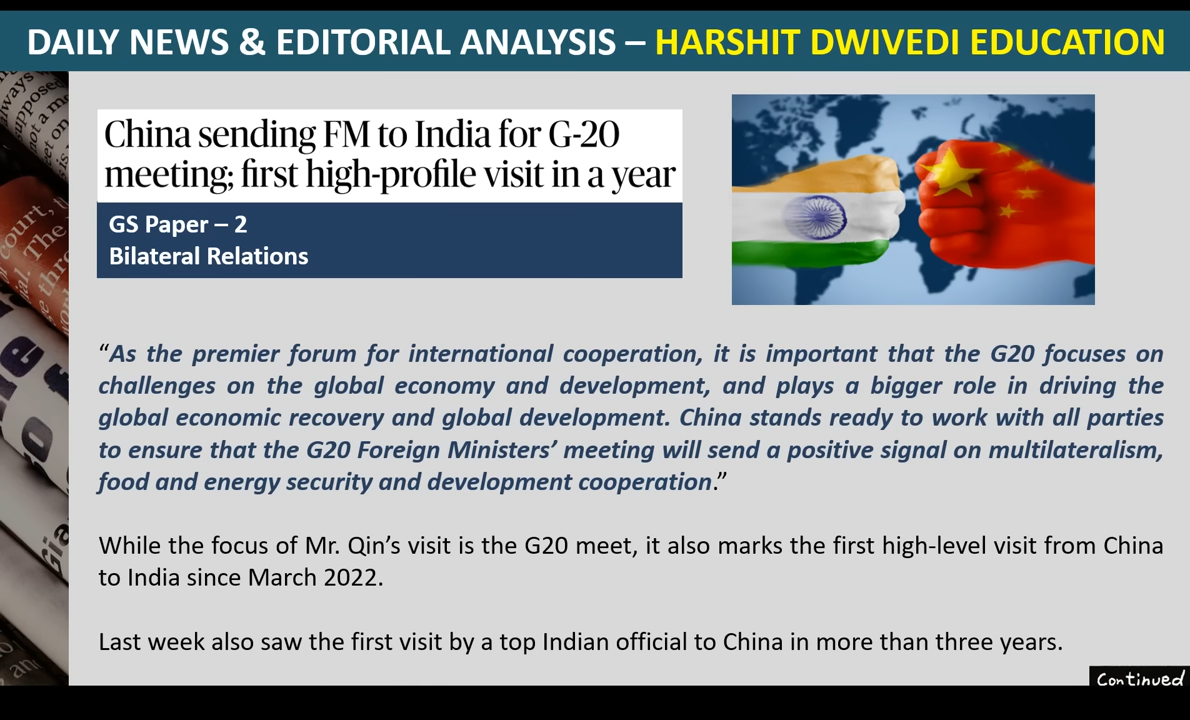 DAILY NEWS & EDITORIAL ANALYSIS – HARSHIT DWIVEDI EDUCATION
China sending FM to India for G-20
meeting; first high-profile visit in a year
GS Paper – 2
Bilateral Relations
“As the premier forum for international cooperation, it is important that the G20 focuses on
challenges on the global economy and development, and plays a bigger role in driving the
global economic recovery and global development. China stands ready to work with all parties
to ensure that the G20 Foreign Ministers’ meeting will send a positive signal on multilateralism,
food and energy security and development cooperation.”
While the focus of Mr. Qin’s visit is the G20 meet, it also marks the first high-level visit from China
to India since March 2022.
Last week also saw the first visit by a top Indian official to China in more than three years.
Continued